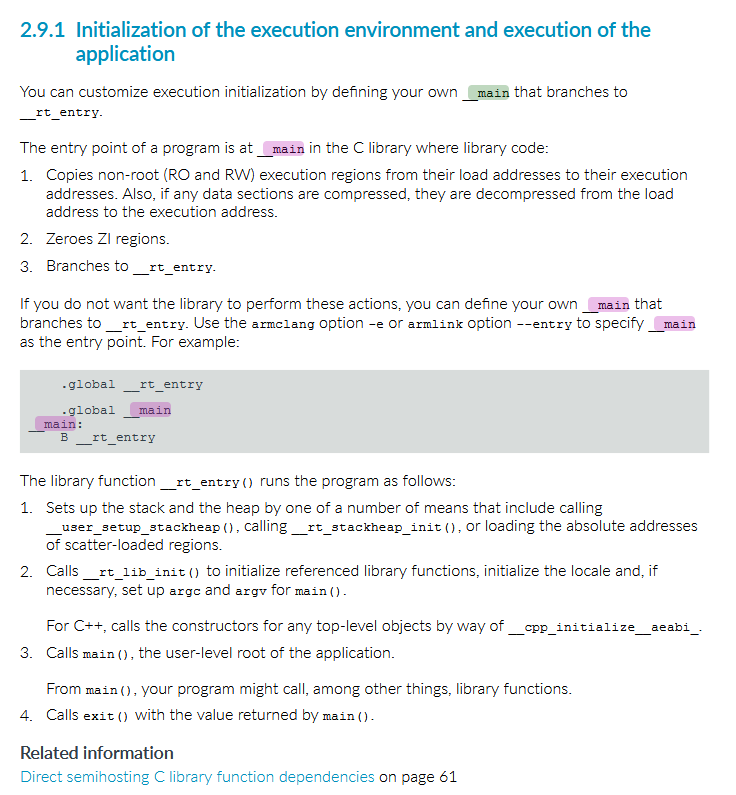 2.9.1 Initialization of the execution environment and execution of the
application
You can customize execution initialization by defining your own __main that branches to
__rt_entry.
The entry point of a program is at __main in the C library where library code:
1. Copies non-root (RO and RW) execution regions from their load addresses to their execution
addresses. Also, if any data sections are compressed, they are decompressed from the load
address to the execution address.
2. Zeroes ZI regions.
3. Branches to __rt_entry.
If you do not want the library to perform these actions, you can define your own __main that
branches to __rt_entry. Use the armclang option -e or armlink option --entry to specify __main
as the entry point. For example:
.global __rt_entry
.global __main
__main:
B __rt_entry
The library function __rt_entry() runs the program as follows:
1. Sets up the stack and the heap by one of a number of means that include calling
__user_setup_stackheap(), calling __rt_stackheap_init(), or loading the absolute addresses
of scatter-loaded regions.
2. Calls __rt_lib_init() to initialize referenced library functions, initialize the locale and, if
necessary, set up argc and argv for main().
For C++, calls the constructors for any top-level objects by way of __cpp_initialize__aeabi_.
3. Calls main(), the user-level root of the application.
From main(), your program might call, among other things, library functions.
4. Calls exit() with the value returned by main().
Related information
Direct semihosting C library function dependencies on page 61